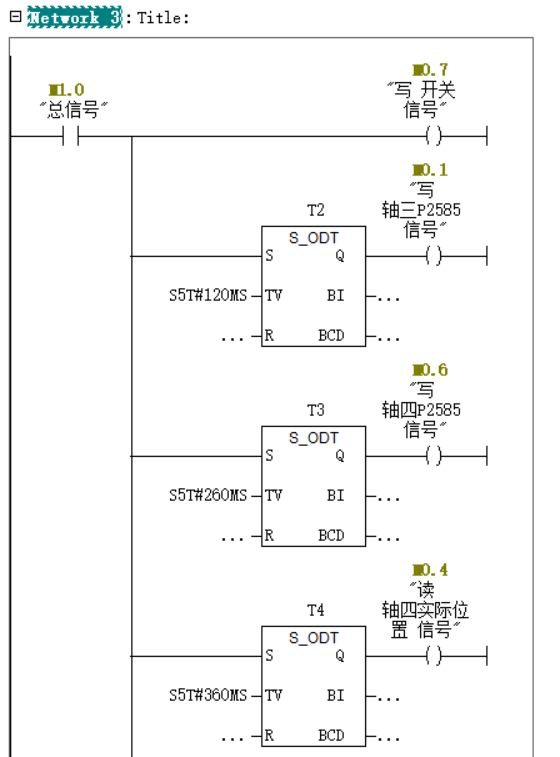 Network 3: Title:
M0.7
M1.0
"写 开关
"总信号"
信号"
M0.1
"写
T2
轴三P2585
信号"
S_ODT
S
Q
S5T#120MS
TV
BI
...
...
R
BCD
...
M0.6
"写
T3
轴四P2585
信号"
S_ODT
S
Q
S5T#260MS
TV
BI
...
...
R
BCD
...
M0.4
"读
T4
轴四实际位
置 信号"
S_ODT
S
Q
S5T#360MS
TV
BI
...
...
R
BCD
...